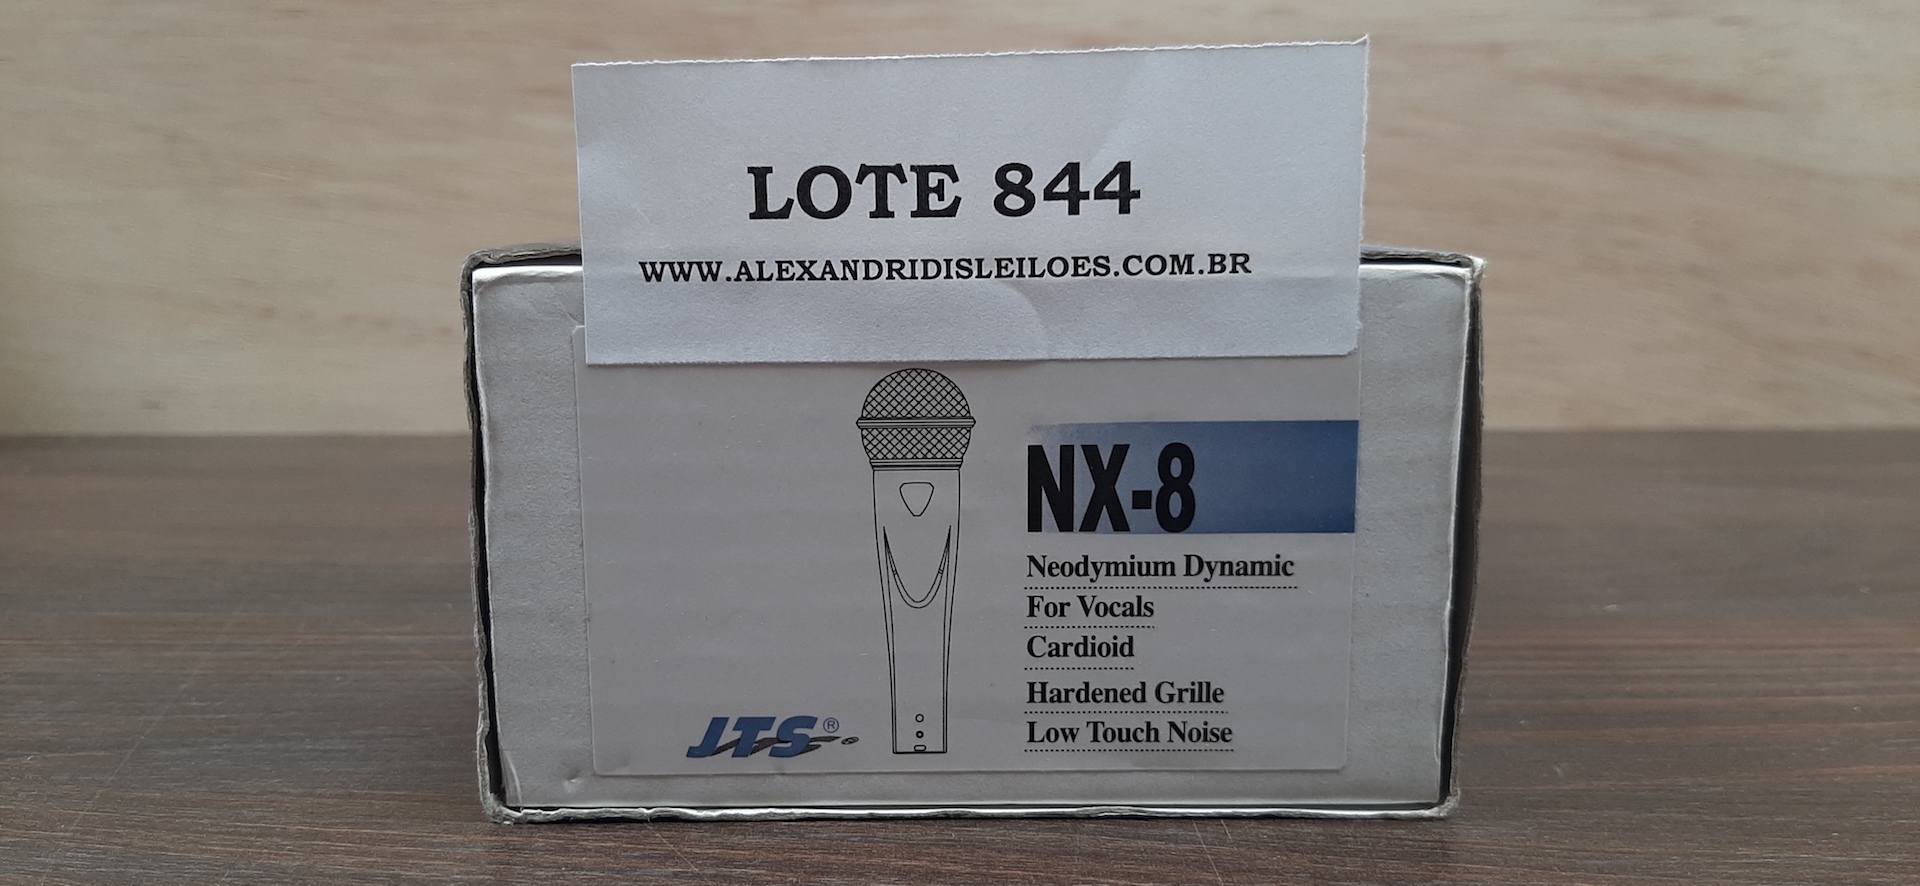 LOTE 844
WWW.ALEXANDRIDISLEILOES.COM.BR
NX-8
Neodymium Dynamic
For Vocals
Cardioid
Hardened Grille
Low Touch Noise
JTS®